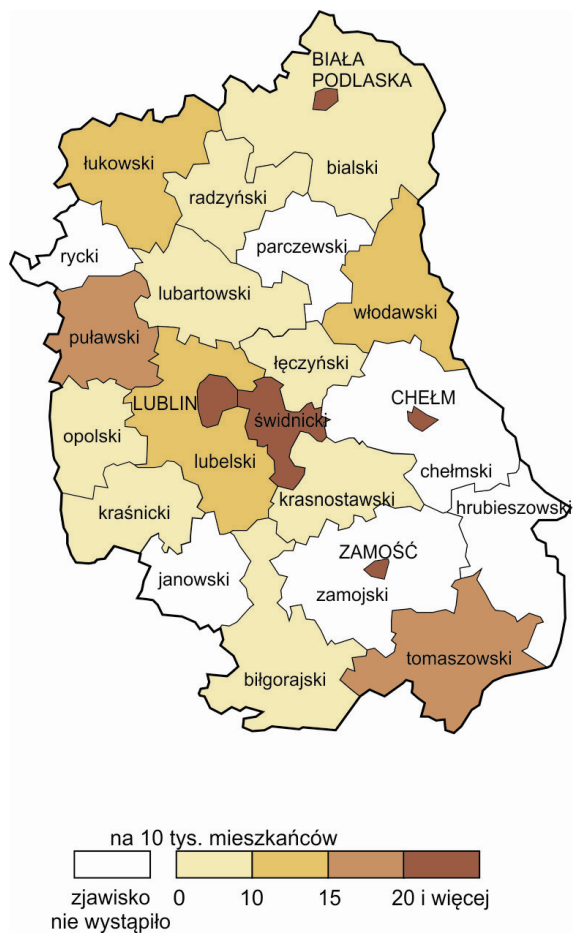 BIAŁA
PODLASKA
łukowski
bialski
radzyński
rycki
parczewski
lubartowski
włodawski
puławski
łęczyński
LUBLIN
CHEŁM
świdnicki
opolski
lubelski
chełmski
krasnostawski
hrubieszowski
kraśnicki
ZAMOŚĆ
janowski
zamojski
tomaszowski
biłgorajski
na 10 tys. mieszkańców
zjawisko
nie wystąpiło
0 10 15 20 i więcej